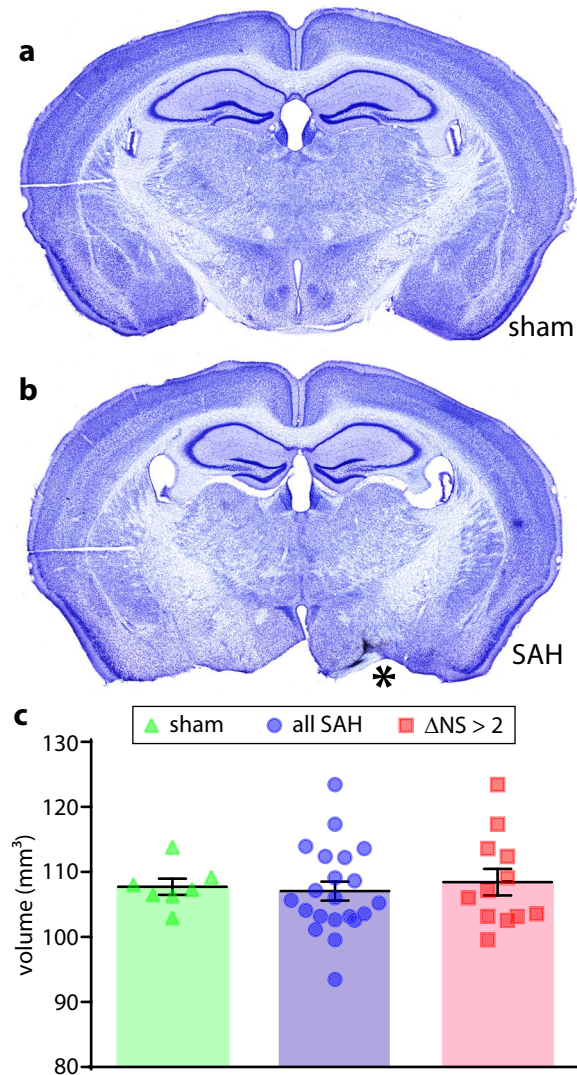 a
sham
b
SAH
*
c
sham all SAH ΔNS > 2
130
120
110
100
90
80
volume (mm³)